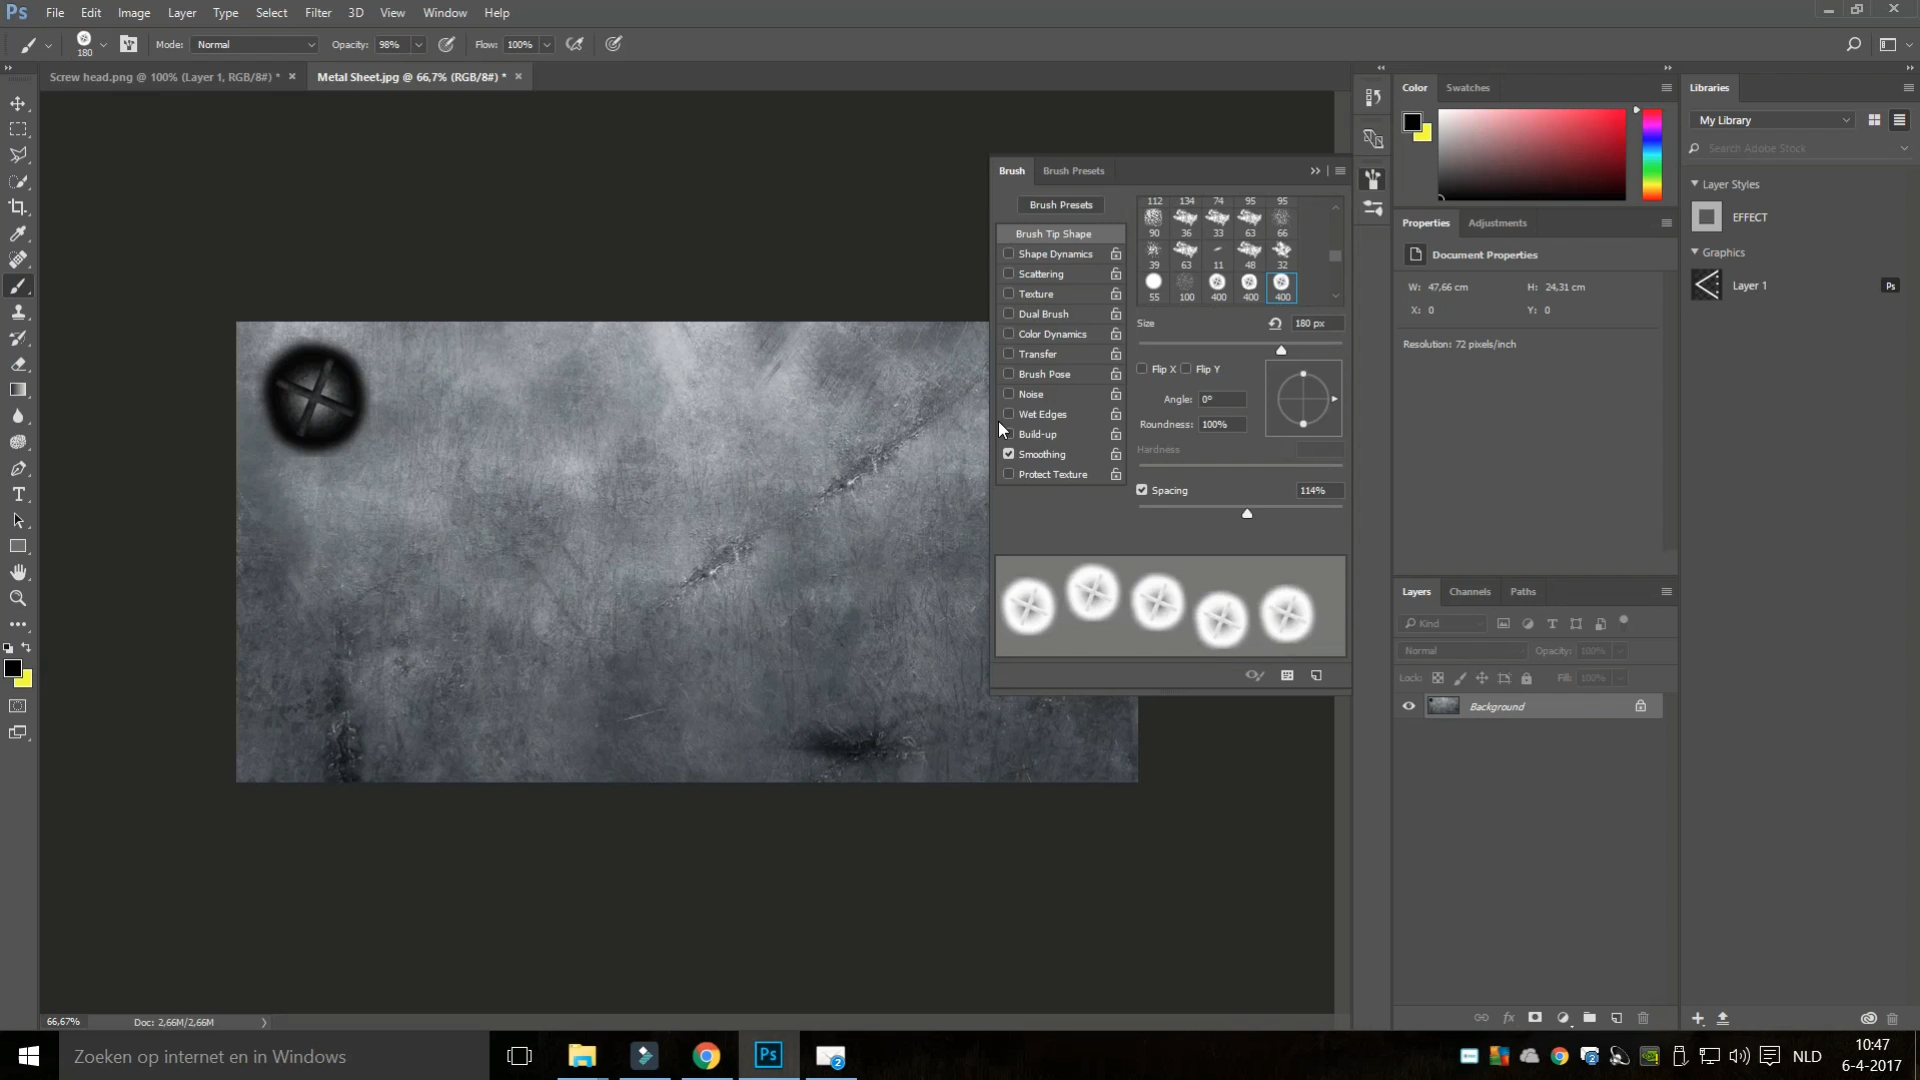 Ps File Edit Image Layer Type Select Filter 3D View Window Help
180 Mode: Normal Opacity: 98% Flow: 100%
Screw head.png @ 100% (Layer 1, RGB/8#) * × Metal Sheet.jpg @ 66,7% (RGB/8#) * ×
Brush Brush Presets
Brush Presets
Brush Tip Shape
Shape Dynamics
Scattering
Texture
Dual Brush
Color Dynamics
Transfer
Brush Pose
Noise
Wet Edges
Build-up
Smoothing
Protect Texture
112 134 74 95 95
90 36 33 63 66
39 63 11 48 32
55 100 400 400 400
Size 180 px
Flip X Flip Y
Angle: 0°
Roundness: 100%
Hardness
Spacing 114%
Color Swatches
Properties Adjustments
Document Properties
W: 47,66 cm H: 24,31 cm
X: 0 Y: 0
Resolution: 72 pixels/inch
Layers Channels Paths
Kind
Normal Opacity: 100%
Lock: Fill: 100%
Background
Libraries
My Library
Search Adobe Stock
Layer Styles
EFFECT
Graphics
Layer 1 Ps
66,67% Doc: 2,66M/2,66M
Zoeken op internet en in Windows
Ps
2
2
NLD
10:47
6-4-2017